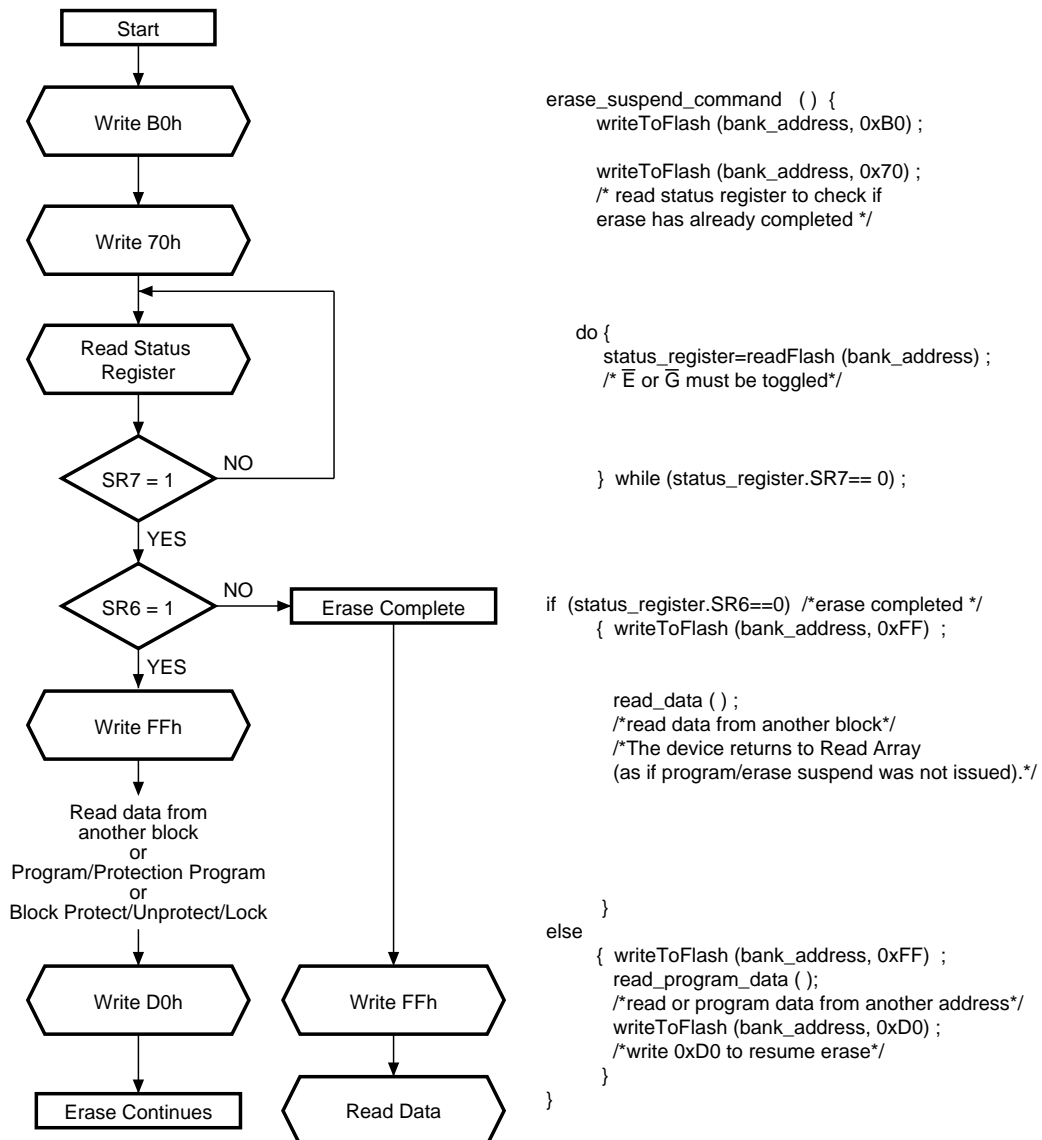 Start
Write B0h
Write 70h
Read Status
Register
SR7 = 1
NO
YES
SR6 = 1
NO
Erase Complete
YES
Write FFh
Read data from
another block
or
Program/Protection Program
or
Block Protect/Unprotect/Lock
Write D0h
Write FFh
Erase Continues
Read Data
erase_suspend_command ( ) {
writeToFlash (bank_address, 0xB0) ;
writeToFlash (bank_address, 0x70) ;
/* read status register to check if
erase has already completed */
do {
status_register=readFlash (bank_address) ;
/* E̅ or G̅ must be toggled*/
} while (status_register.SR7== 0) ;
if (status_register.SR6==0) /*erase completed */
{ writeToFlash (bank_address, 0xFF) ;
read_data ( ) ;
/*read data from another block*/
/*The device returns to Read Array
(as if program/erase suspend was not issued).*/
}
else
{ writeToFlash (bank_address, 0xFF) ;
read_program_data ( );
/*read or program data from another address*/
writeToFlash (bank_address, 0xD0) ;
/*write 0xD0 to resume erase*/
}
}